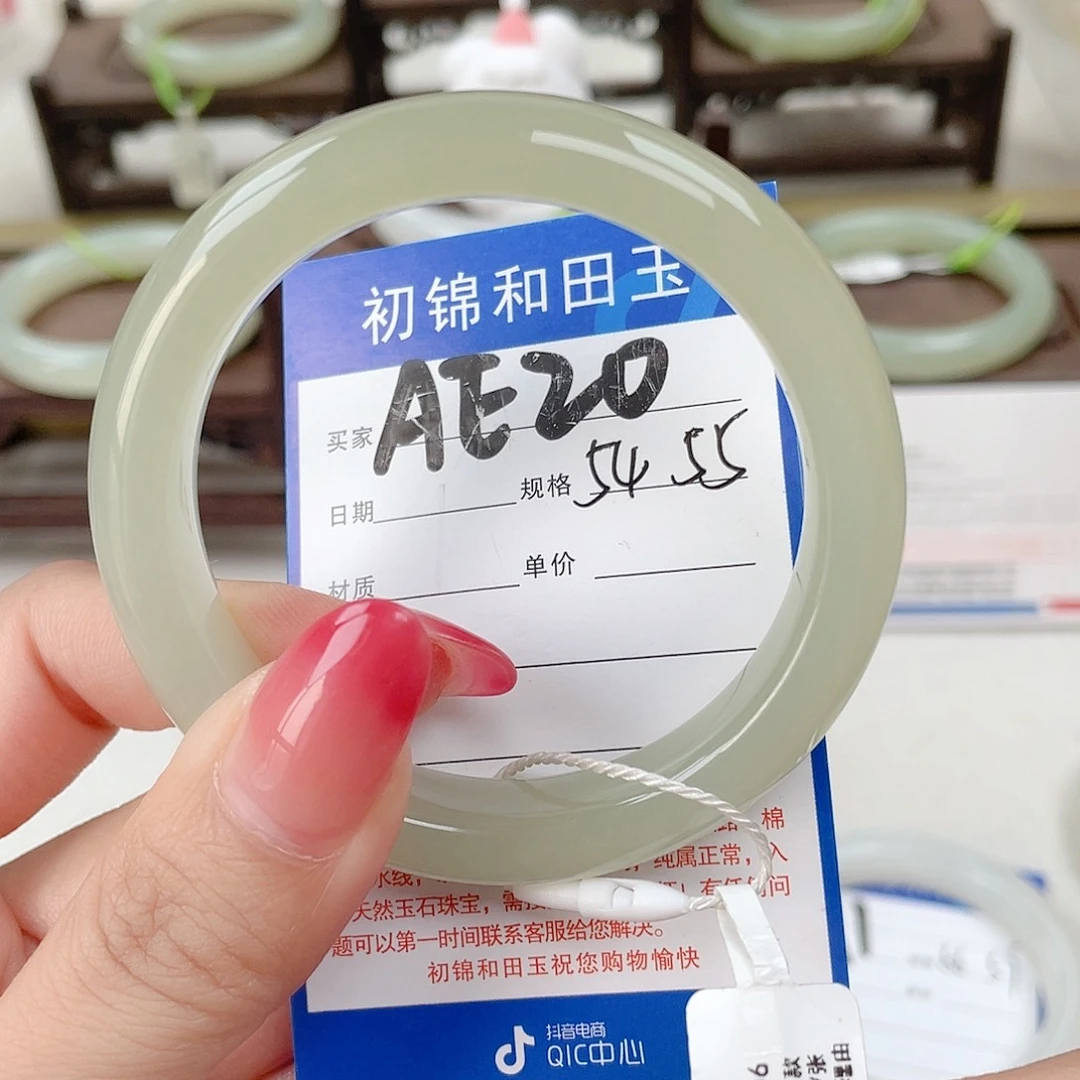 初锦和田玉
买家 AE20
日期 规格 54 55
材质 单价
棉
纯属正常，入
水线，
天然玉石珠宝，需 有任何问
题可以第一时间联系客服给您解决。
初锦和田玉祝您购物愉快
抖音电商
QIC中心